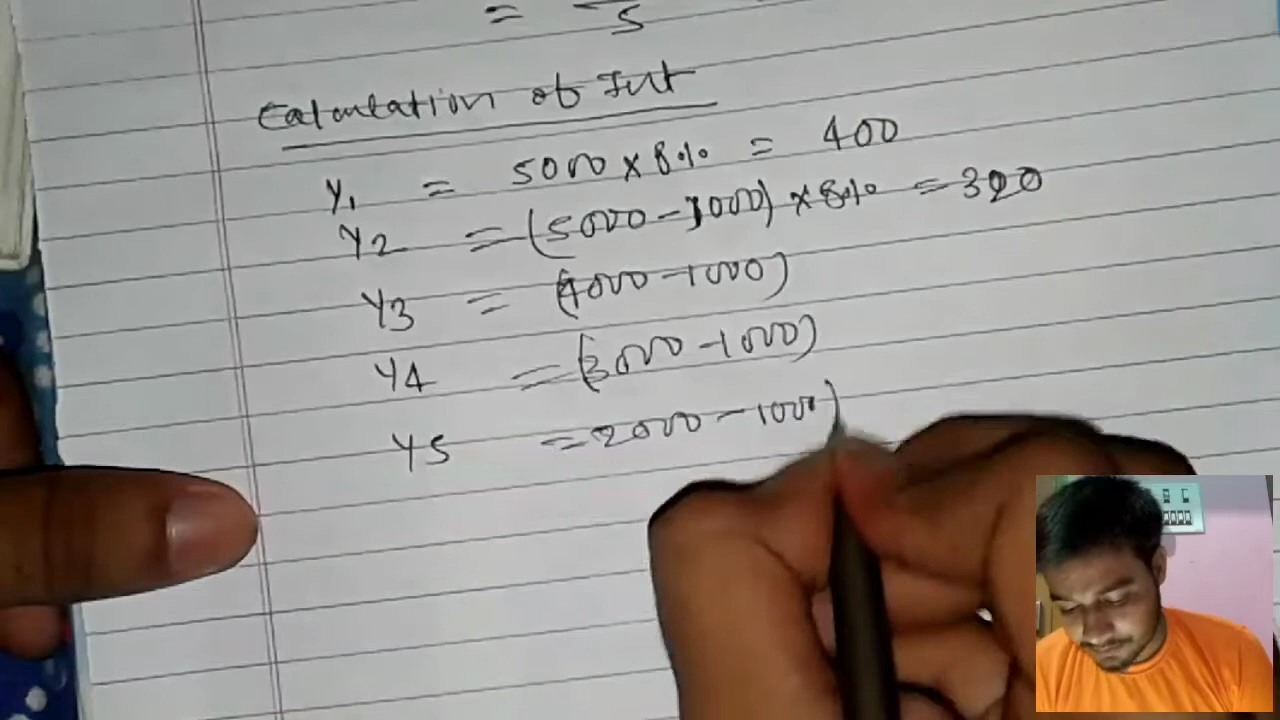 = 5
Calculation of Int
Y1 = 5000 x 8% = 400
Y2 = (5000 - 1000) x 8% = 320
Y3 = (4000 - 1000)
Y4 = (3000 - 1000)
Y5 = 2000 - 1000)